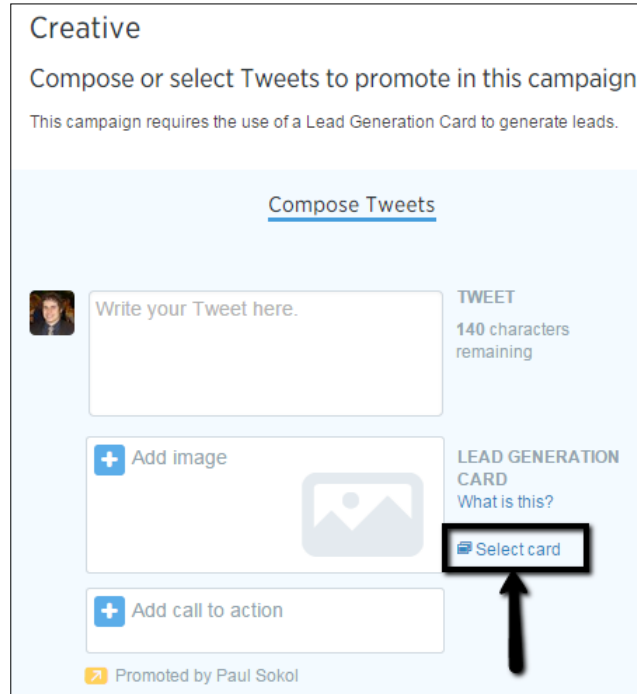 Creative
Compose or select Tweets to promote in this campaign
This campaign requires the use of a Lead Generation Card to generate leads.
Compose Tweets
Write your Tweet here.
TWEET
140 characters
remaining
Add image
LEAD GENERATION
CARD
What is this?
Select card
Add call to action
Promoted by Paul Sokol